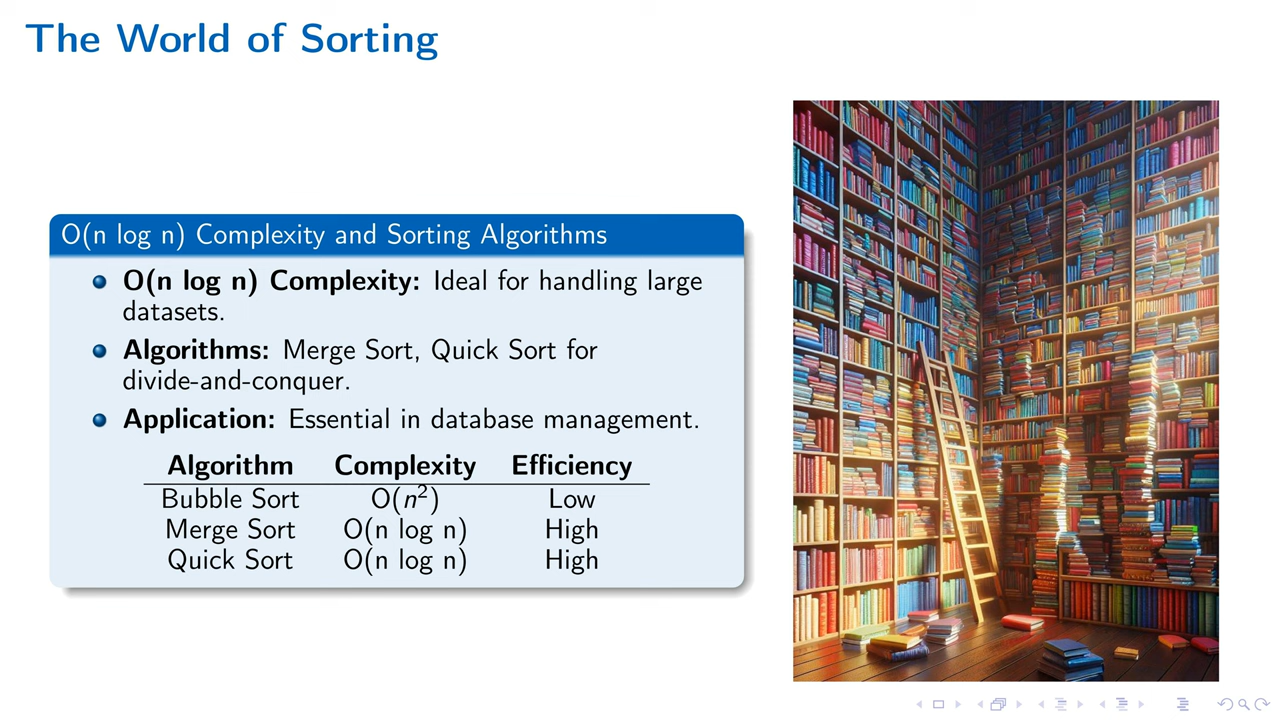 The World of Sorting
O(n log n) Complexity and Sorting Algorithms
O(n log n) Complexity: Ideal for handling large
datasets.
Algorithms: Merge Sort, Quick Sort for
divide-and-conquer.
Application: Essential in database management.
Algorithm Complexity Efficiency
Bubble Sort O(n²) Low
Merge Sort O(n log n) High
Quick Sort O(n log n) High